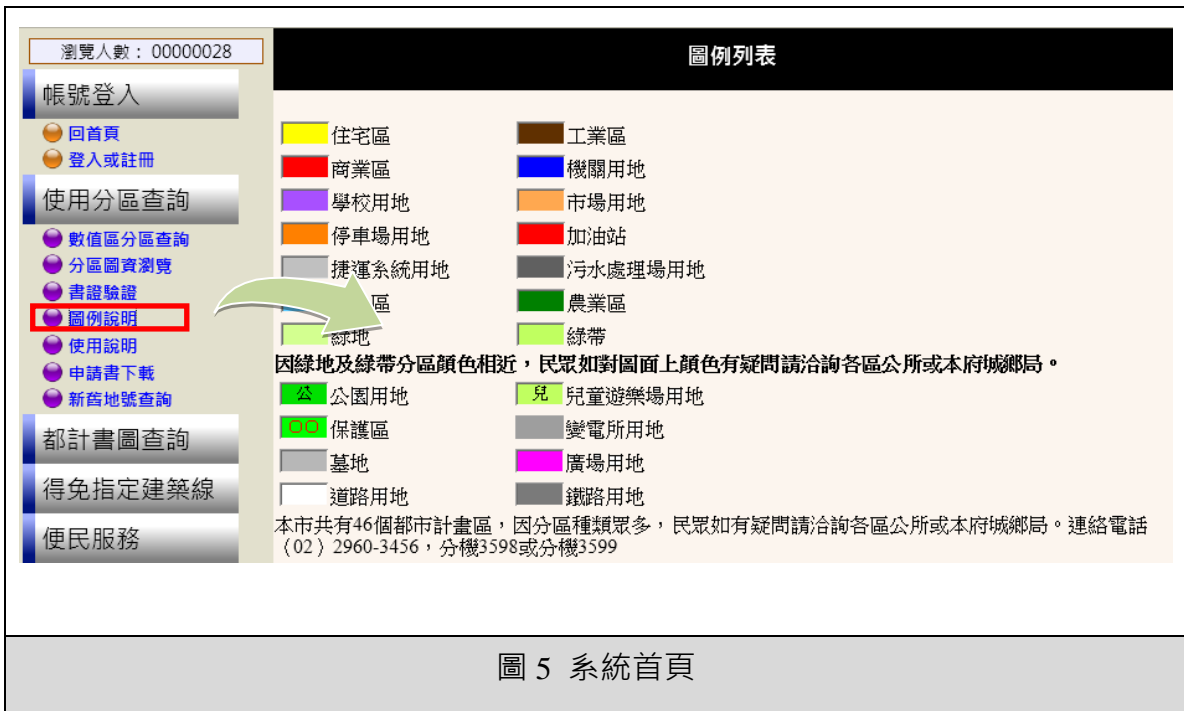 瀏覽人數： 00000028
帳號登入
回首頁
登入或註冊
使用分區查詢
數值區分區查詢
分區圖資瀏覽
書證驗證
圖例說明
使用說明
申請書下載
新舊地號查詢
都計書圖查詢
得免指定建築線
便民服務
圖例列表
住宅區 工業區
商業區 機關用地
學校用地 市場用地
停車場用地 加油站
捷運系統用地 污水處理場用地
區 農業區
綠地 綠帶
因綠地及綠帶分區顏色相近，民眾如對圖面上顏色有疑問請洽詢各區公所或本府城鄉局。
公 公園用地 兒 兒童遊樂場用地
保護區 變電所用地
墓地 廣場用地
道路用地 鐵路用地
本市共有46個都市計畫區，因分區種類眾多，民眾如有疑問請洽詢各區公所或本府城鄉局。連絡電話
（02）2960-3456，分機3598或分機3599
圖 5 系統首頁